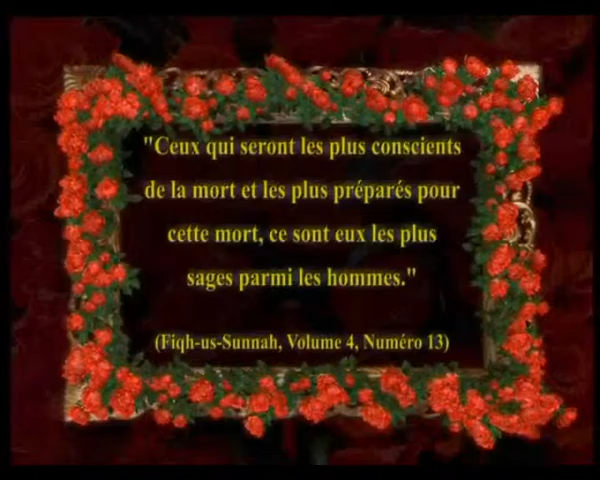 "Ceux qui seront les plus conscients
de la mort et les plus préparés pour
cette mort, ce sont eux les plus
sages parmi les hommes."
(Fiqh-us-Sunnah, Volume 4, Numéro 13)